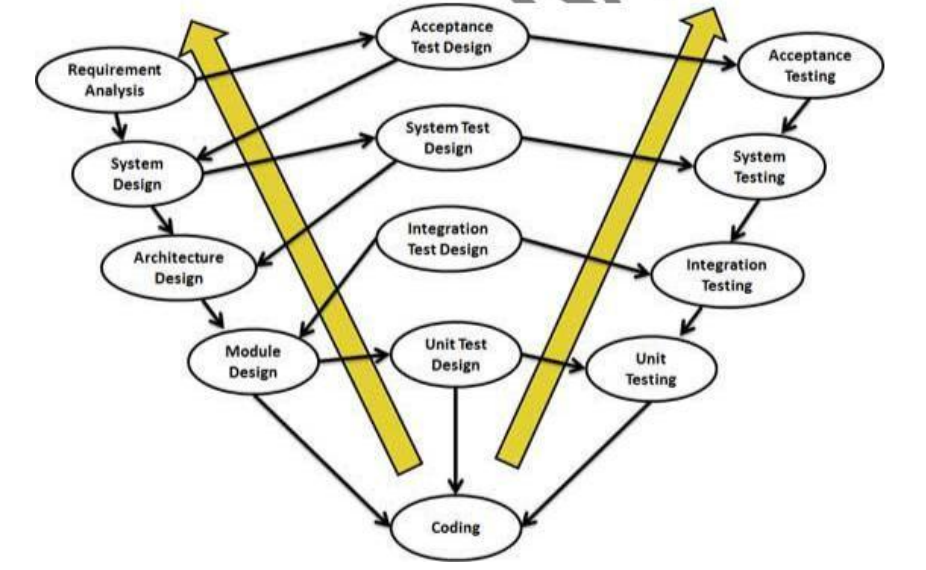 Acceptance
Test Design
Requirement
Analysis
Acceptance
Testing
System Test
Design
System
Design
System
Testing
Integration
Test Design
Architecture
Design
Integration
Testing
Module
Design
Unit Test
Design
Unit
Testing
Coding